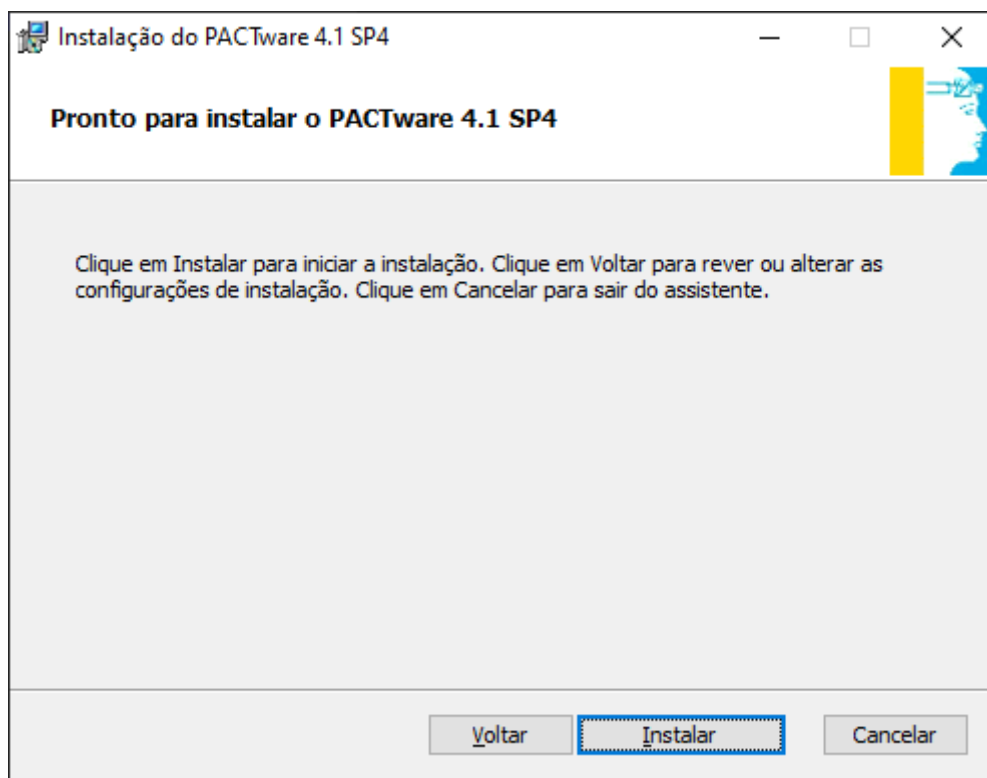 Instalação do PACTware 4.1 SP4
Pronto para instalar o PACTware 4.1 SP4
Clique em Instalar para iniciar a instalação. Clique em Voltar para rever ou alterar as
configurações de instalação. Clique em Cancelar para sair do assistente.
Voltar Instalar Cancelar